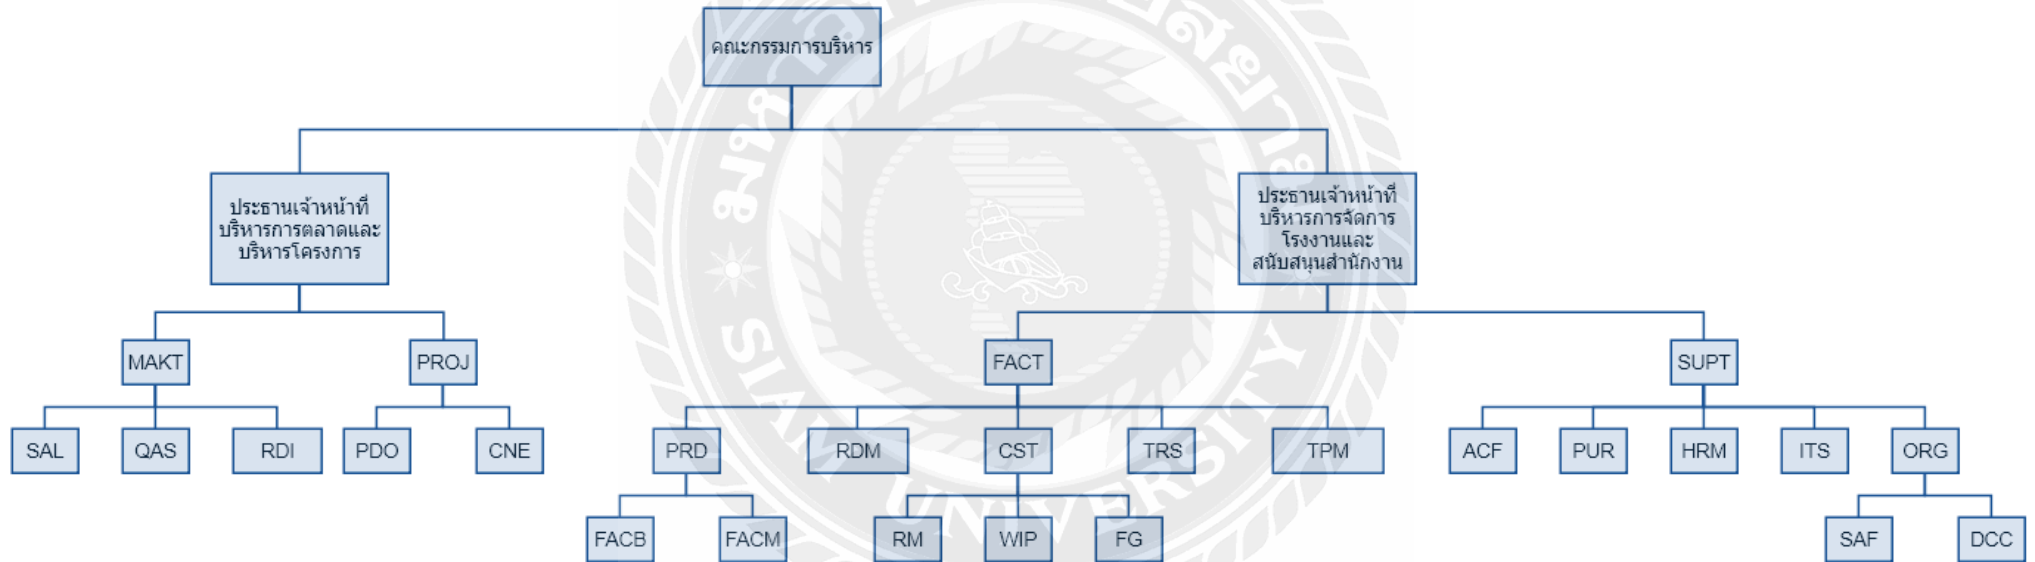 คณะกรรมการบริหาร
ประธานเจ้าหน้าที่
บริหารการตลาดและ
บริหารโครงการ
ประธานเจ้าหน้าที่
บริหารการจัดการ
โรงงานและ
สนับสนุนสำนักงาน
MAKT
PROJ
FACT
SUPT
SAL
QAS
RDI
PDO
CNE
PRD
RDM
CST
TRS
TPM
ACF
PUR
HRM
ITS
ORG
FACB
FACM
RM
WIP
FG
SAF
DCC
SIAM UNIVERSITY